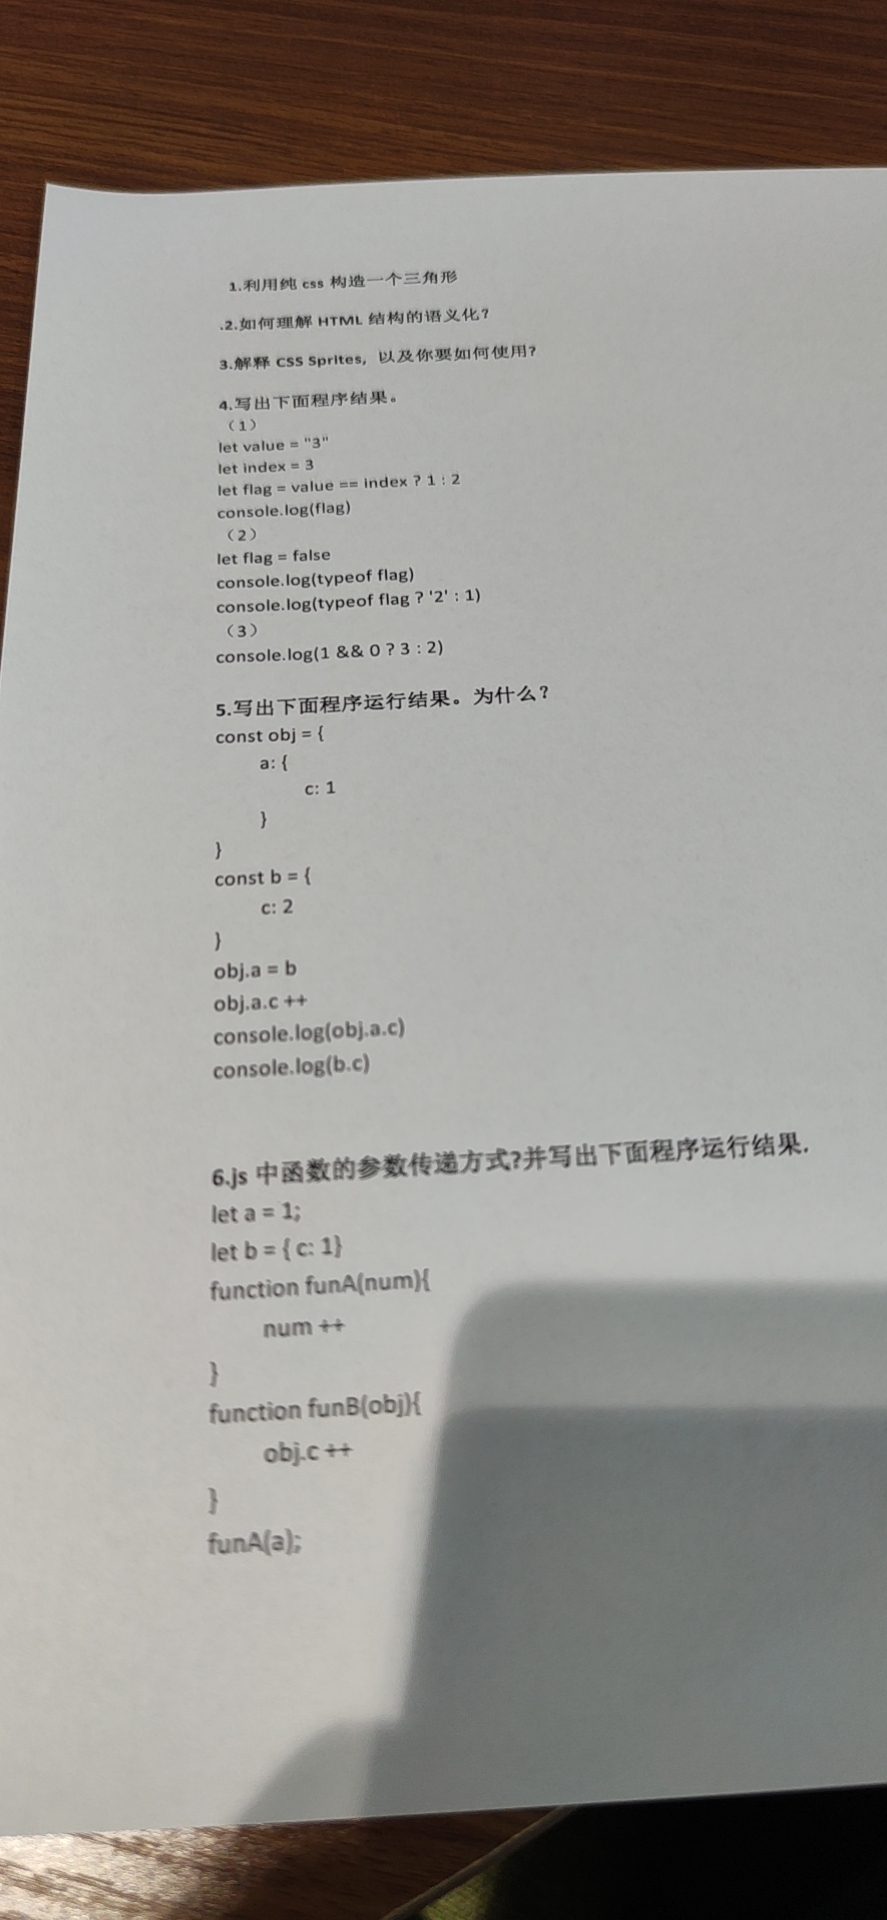 1.利用纯 css 构造一个三角形
.2.如何理解 HTML 结构的语义化?
3.解释 CSS Sprites, 以及你要如何使用?
4.写出下面程序结果。
（1）
let value = "3"
let index = 3
let flag = value == index ? 1 : 2
console.log(flag)
（2）
let flag = false
console.log(typeof flag)
console.log(typeof flag ? '2' : 1)
（3）
console.log(1 && 0 ? 3 : 2)
5.写出下面程序运行结果。为什么?
const obj = {
a: {
c: 1
}
}
const b = {
c: 2
}
obj.a = b
obj.a.c ++
console.log(obj.a.c)
console.log(b.c)
6.js 中函数的参数传递方式?并写出下面程序运行结果.
let a = 1;
let b = { c: 1}
function funA(num){
num ++
}
function funB(obj){
obj.c ++
}
funA(a);